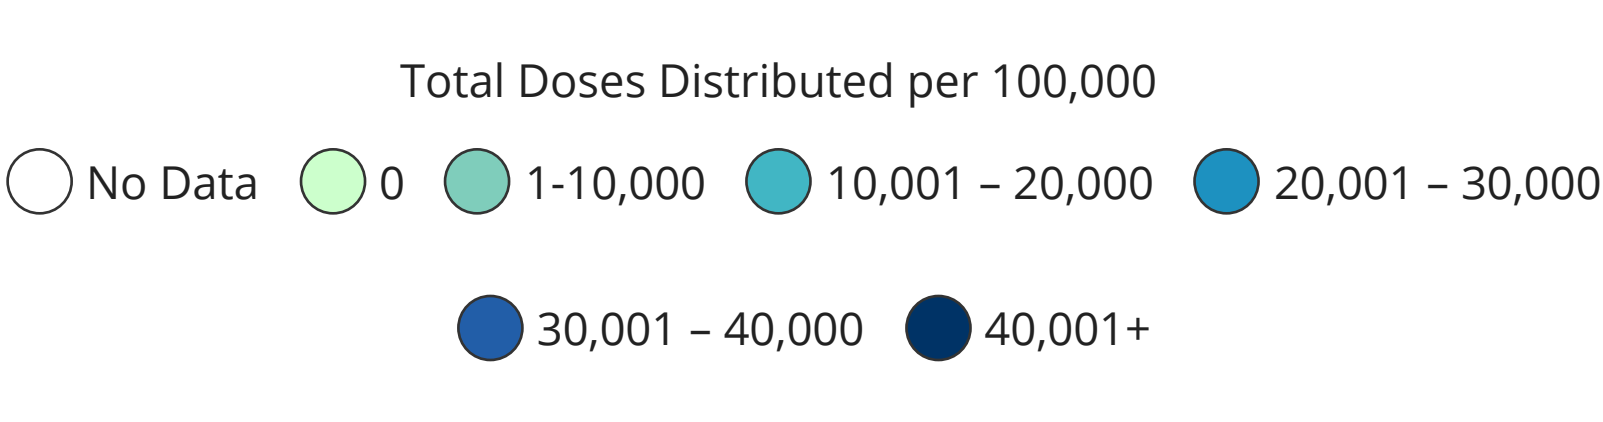 Total Doses Distributed per 100,000
No Data 0 1-10,000 10,001 – 20,000 20,001 – 30,000
30,001 – 40,000 40,001+